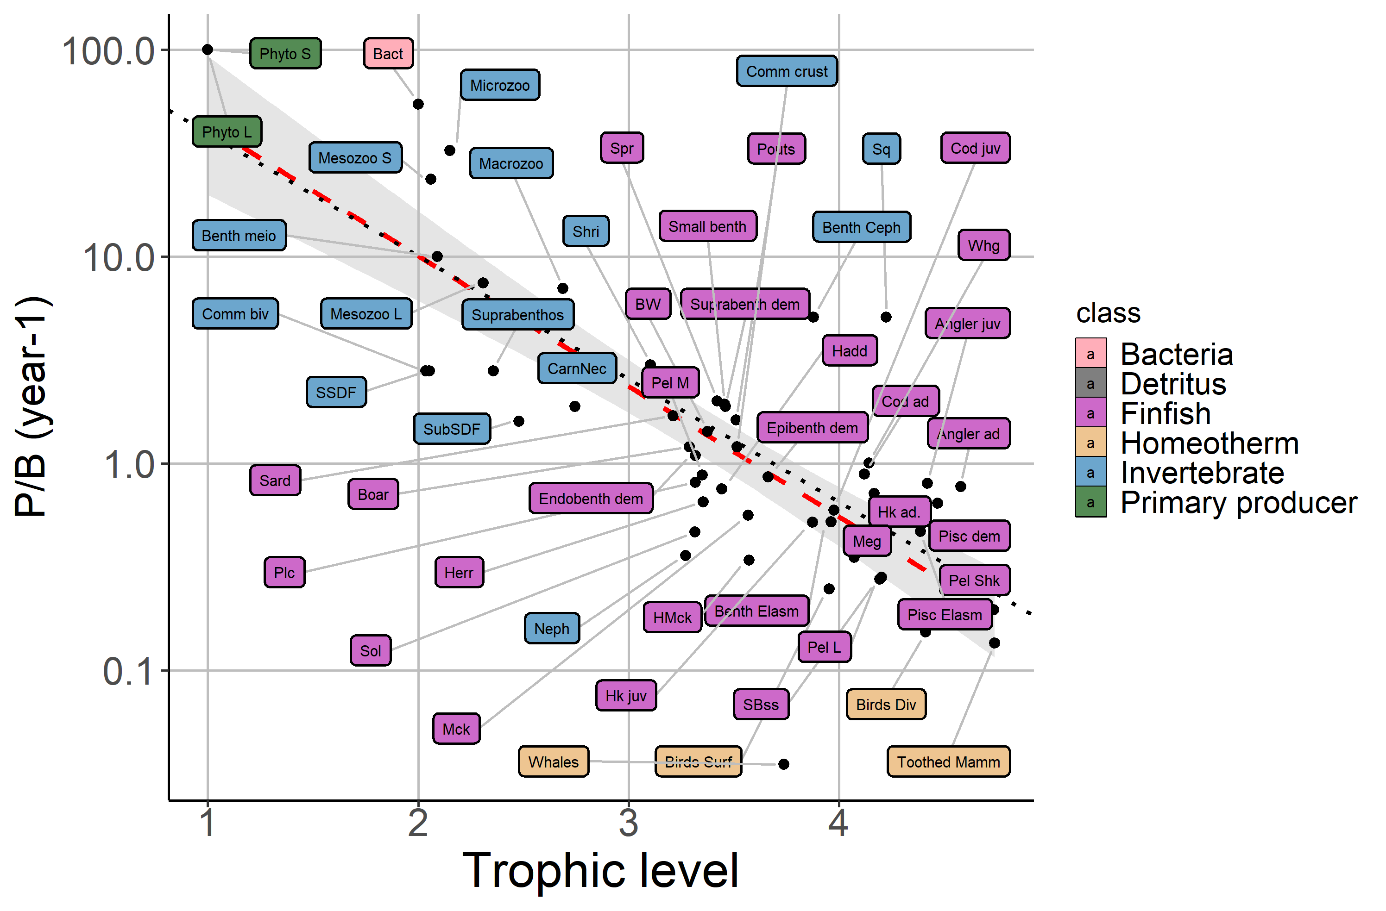 100.0
10.0
1.0
0.1
P/B (year-1)
Phyto S
Bact
Microzoo
Comm crust
Phyto L
Mesozoo S
Macrozoo
Spr
Pouts
Sq
Cod juv
Benth meio
Shri
Small benth
Benth Ceph
Whg
Comm biv
Mesozoo L
Suprabenthos
BW
Suprabenth dem
Angler juv
SSDF
CarnNec
Pel M
Hadd
Cod ad
SubSDF
Epibenth dem
Angler ad
Sard
Boar
Endobenth dem
Hk ad.
Meg
Pisc dem
Plc
Herr
Pel Shk
Sol
Neph
HMck
Benth Elasm
Pel L
Pisc Elasm
Mck
Hk juv
SBss
Birds Div
Whales
Birds Surf
Toothed Mamm
1
2
3
4
Trophic level
class
a Bacteria
a Detritus
a Finfish
a Homeotherm
a Invertebrate
a Primary producer